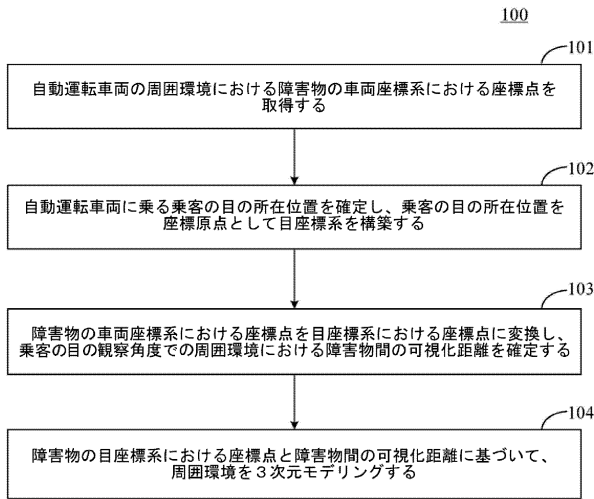 100
101
自動運転車両の周囲環境における障害物の車両座標系における座標点を
取得する
102
自動運転車両に乗る乗客の目の所在位置を確定し、乗客の目の所在位置を
座標原点として目座標系を構築する
103
障害物の車両座標系における座標点を目座標系における座標点に変換し、
乗客の目の観察角度での周囲環境における障害物間の可視化距離を確定する
104
障害物の目座標系における座標点と障害物間の可視化距離に基づいて、
周囲環境を３次元モデリングする